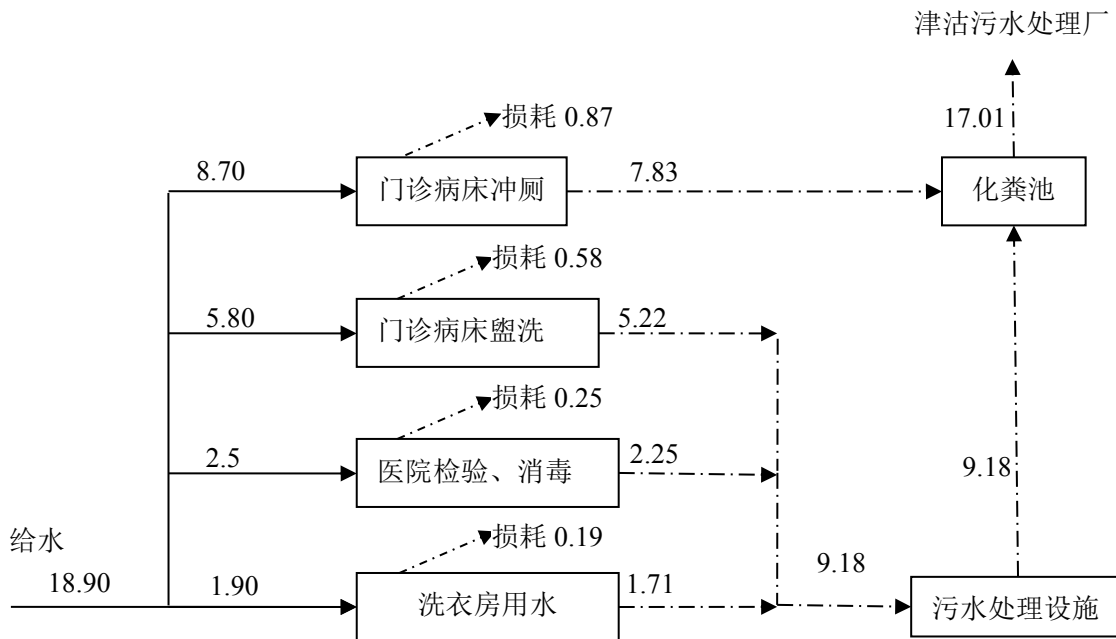 津沽污水处理厂
17.01
损耗 0.87
8.70
门诊病床冲厕
7.83
化粪池
损耗 0.58
5.80
门诊病床盥洗
5.22
损耗 0.25
2.5
医院检验、消毒
2.25
9.18
给水
18.90
损耗 0.19
1.90
洗衣房用水
1.71
9.18
污水处理设施